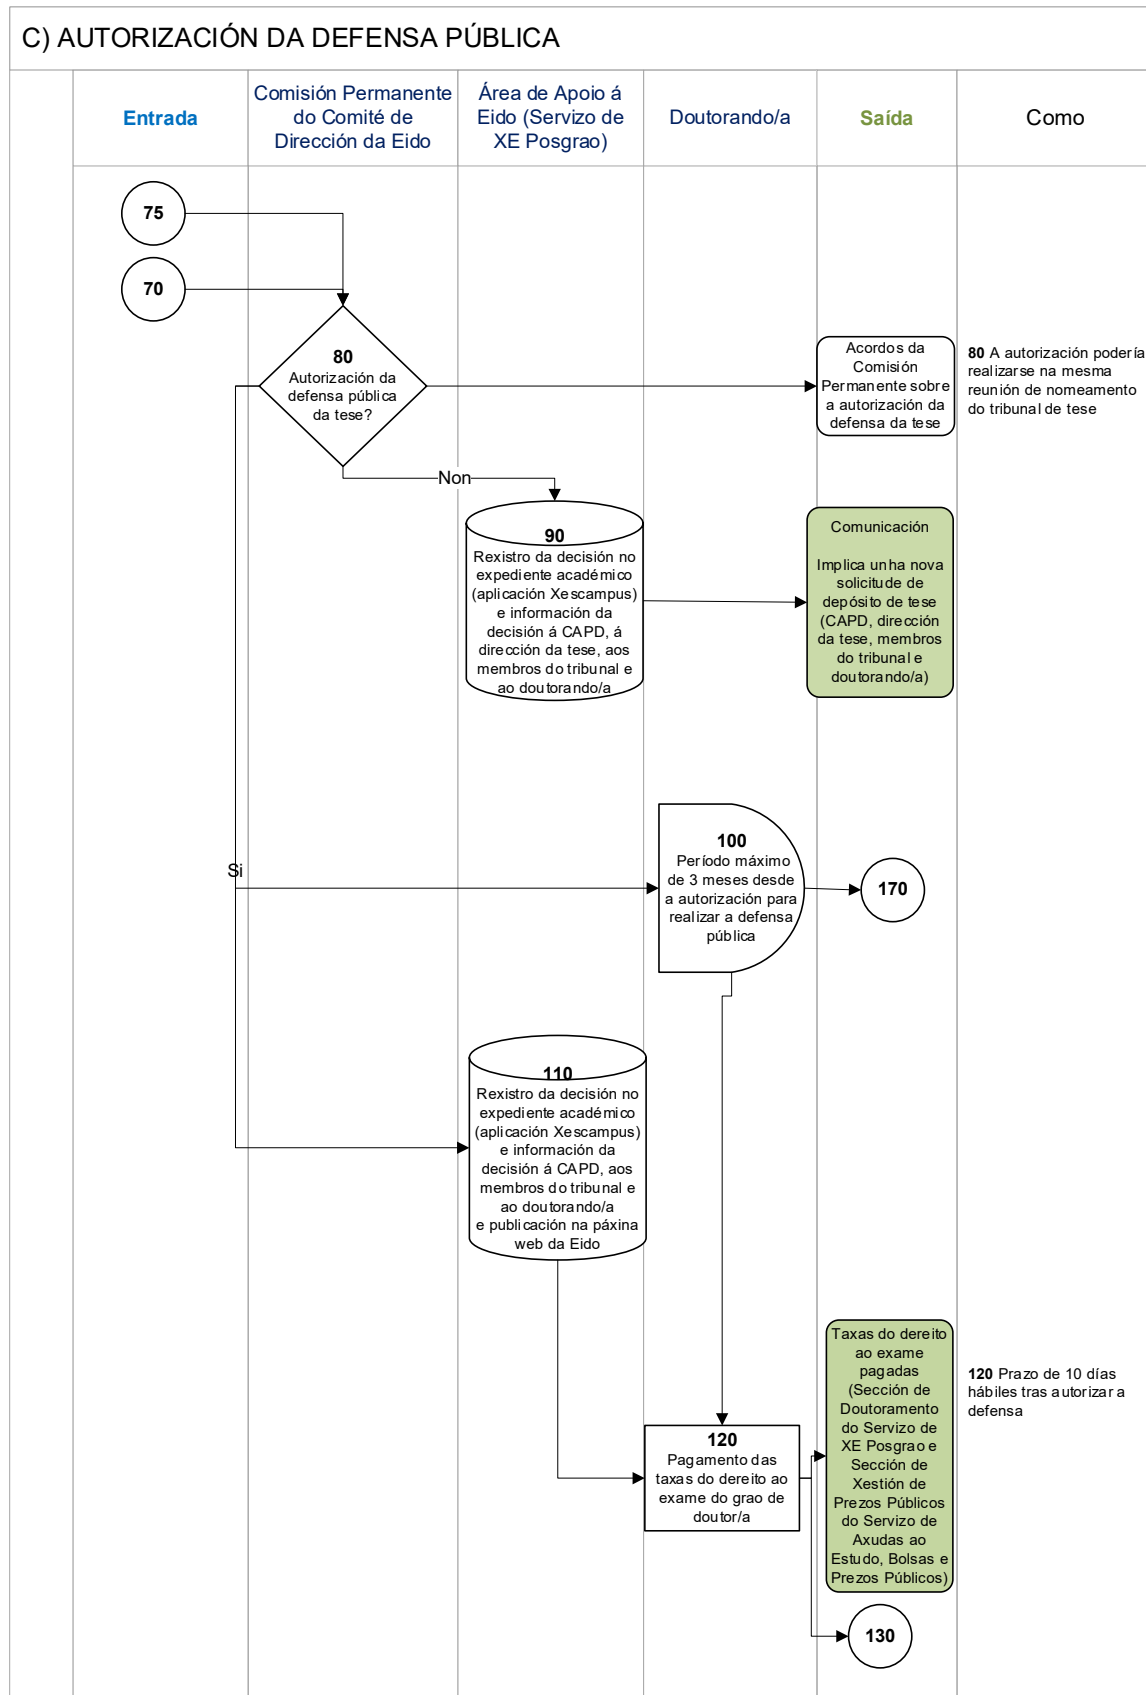 C) AUTORIZACIÓN DA DEFENSA PÚBLICA
Entrada
Comisión Permanente
do Comité de
Dirección da Eido
Área de Apoio á
Eido (Servizo de
XE Posgrao)
Doutorando/a
Saída
Como
75
70
80
Autorización da
defensa pública
da tese?
Acordos da
Comisión
Permanente sobre
a autorización da
defensa da tese
80 A autorización podería
realizarse na mesma
reunión de nomeamento
do tribunal de tese
Non
90
Rexistro da decisión no
expediente académico
(aplicación Xescampus)
e información da
decisión á CAPD, á
dirección da tese, aos
membros do tribunal e
ao doutorando/a
Comunicación
Implica unha nova
solicitude de
depósito de tese
(CAPD, dirección
da tese, membros
do tribunal e
doutorando/a)
Si
100
Período máximo
de 3 meses desde
a autorización para
realizar a defensa
pública
170
110
Rexistro da decisión no
expediente académico
(aplicación Xescampus)
e información da
decisión á CAPD, aos
membros do tribunal e
ao doutorando/a
e publicación na páxina
web da Eido
120
Pagamento das
taxas do dereito ao
exame do grao de
doutor/a
Taxas do dereito
ao exame
pagadas
(Sección de
Doutoramento
do Servizo de
XE Posgrao e
Sección de
Xestión de
Prezos Públicos
do Servizo de
Axudas ao
Estudo, Bolsas e
Prezos Públicos)
120 Prazo de 10 días
hábiles tras autorizar a
defensa
130